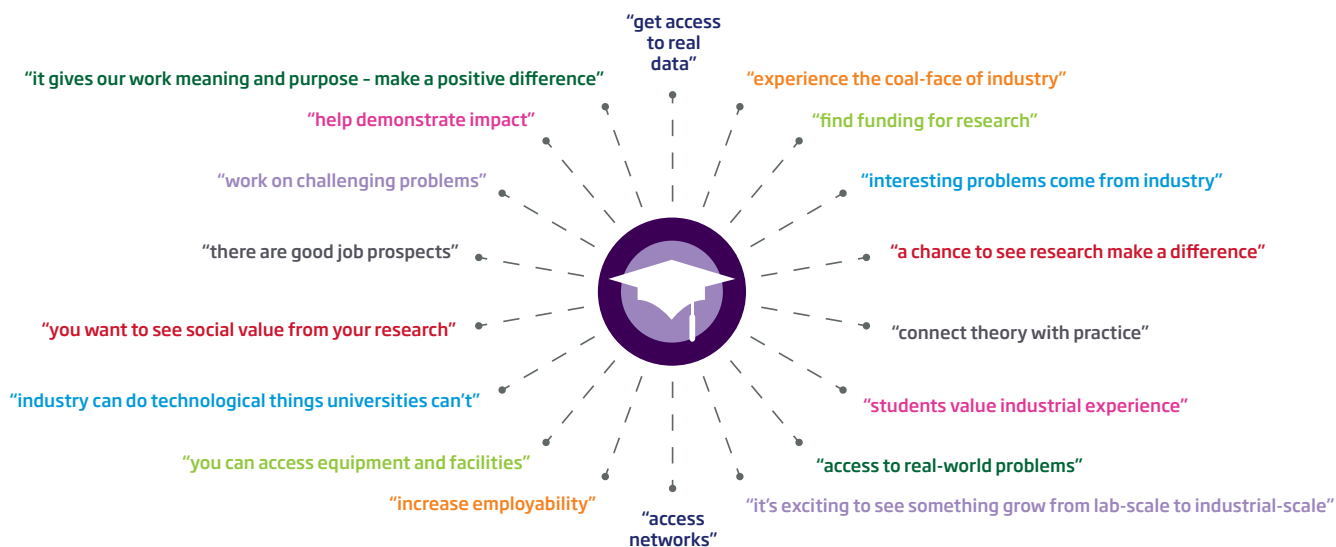 “get access
to real
data”
“it gives our work meaning and purpose – make a positive difference”
“experience the coal-face of industry”
“help demonstrate impact”
“find funding for research”
“work on challenging problems”
“interesting problems come from industry”
“there are good job prospects”
“a chance to see research make a difference”
“you want to see social value from your research”
“connect theory with practice”
“industry can do technological things universities can’t”
“students value industrial experience”
“you can access equipment and facilities”
“access to real-world problems”
“increase employability”
“it’s exciting to see something grow from lab-scale to industrial-scale”
“access
networks”